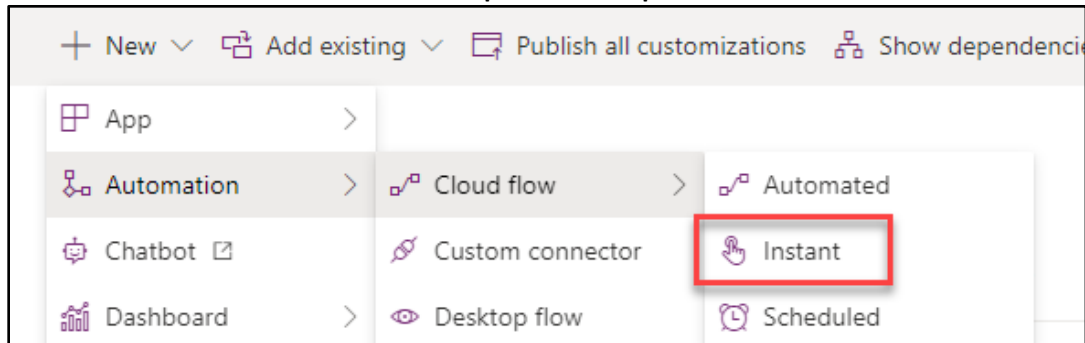 New Add existing Publish all customizations Show
App
Automation Cloud flow Automated
Chatbot Custom connector Instant
Dashboard Desktop flow Scheduled